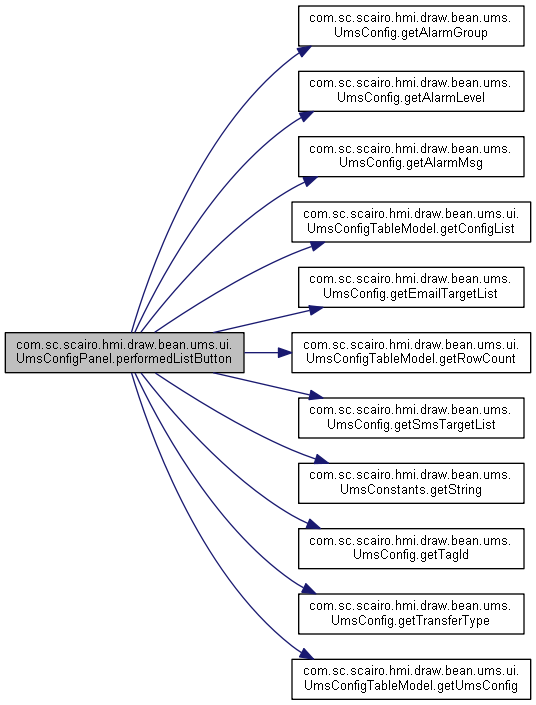 com.sc.scairo.hmi.draw.bean.ums.
UmsConfig.getAlarmGroup
com.sc.scairo.hmi.draw.bean.ums.
UmsConfig.getAlarmLevel
com.sc.scairo.hmi.draw.bean.ums.
UmsConfig.getAlarmMsg
com.sc.scairo.hmi.draw.bean.ums.ui.
UmsConfigTableModel.getConfigList
com.sc.scairo.hmi.draw.bean.ums.
UmsConfig.getEmailTargetList
com.sc.scairo.hmi.draw.bean.ums.ui.
UmsConfigPanel.performedListButton
com.sc.scairo.hmi.draw.bean.ums.ui.
UmsConfigTableModel.getRowCount
com.sc.scairo.hmi.draw.bean.ums.
UmsConfig.getSmsTargetList
com.sc.scairo.hmi.draw.bean.ums.
UmsConstants.getString
com.sc.scairo.hmi.draw.bean.ums.
UmsConfig.getTagId
com.sc.scairo.hmi.draw.bean.ums.
UmsConfig.getTransferType
com.sc.scairo.hmi.draw.bean.ums.ui.
UmsConfigTableModel.getUmsConfig